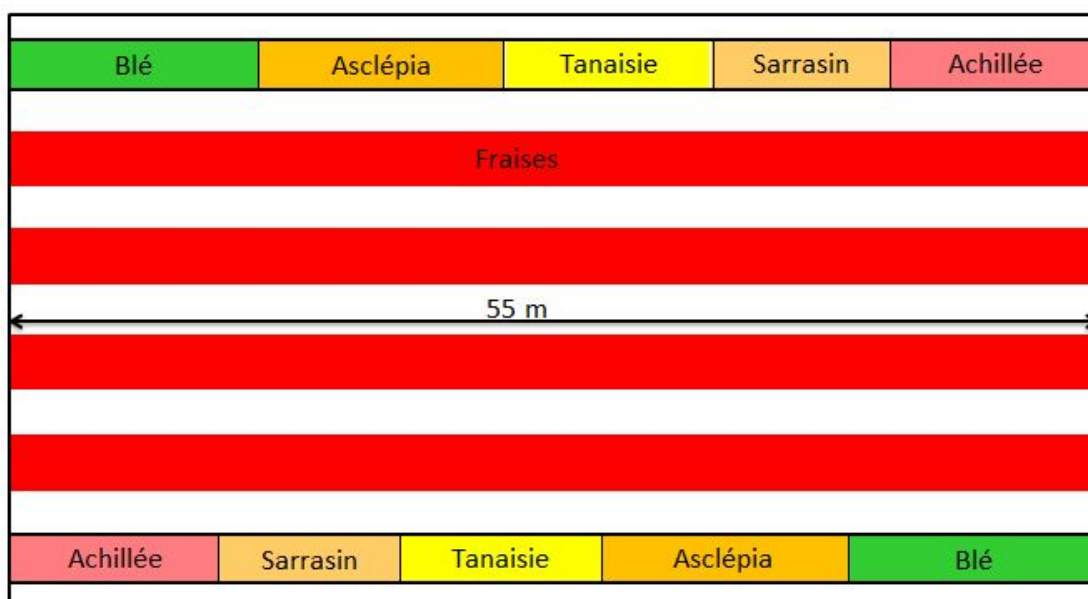 Blé Asclépia Tanaisie Sarrasin Achillée
Fraises
55 m
Achillée Sarrasin Tanaisie Asclépia Blé